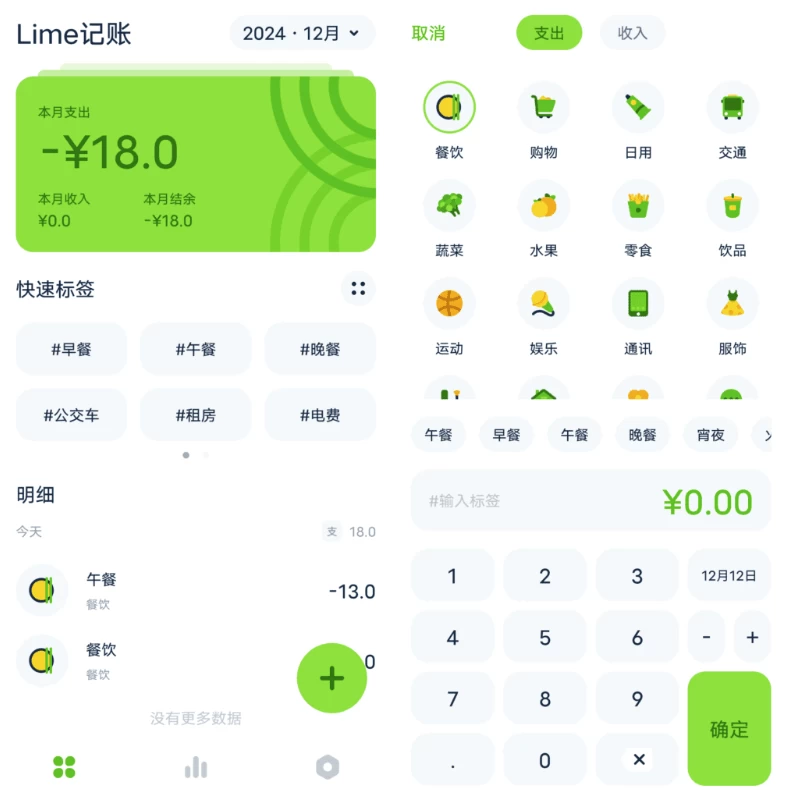 Lime记账
2024 · 12月
本月支出
-¥18.0
本月收入 本月结余
¥0.0 -¥18.0
快速标签
#早餐 #午餐 #晚餐
#公交车 #租房 #电费
明细
今天 支 18.0
午餐
餐饮
-13.0
餐饮
餐饮
0
+
没有更多数据
取消 支出 收入
餐饮 购物 日用 交通
蔬菜 水果 零食 饮品
运动 娱乐 通讯 服饰
午餐 早餐 午餐 晚餐 宵夜
#输入标签 ¥0.00
1 2 3 12月12日
4 5 6 - +
7 8 9 确定
. 0 ×